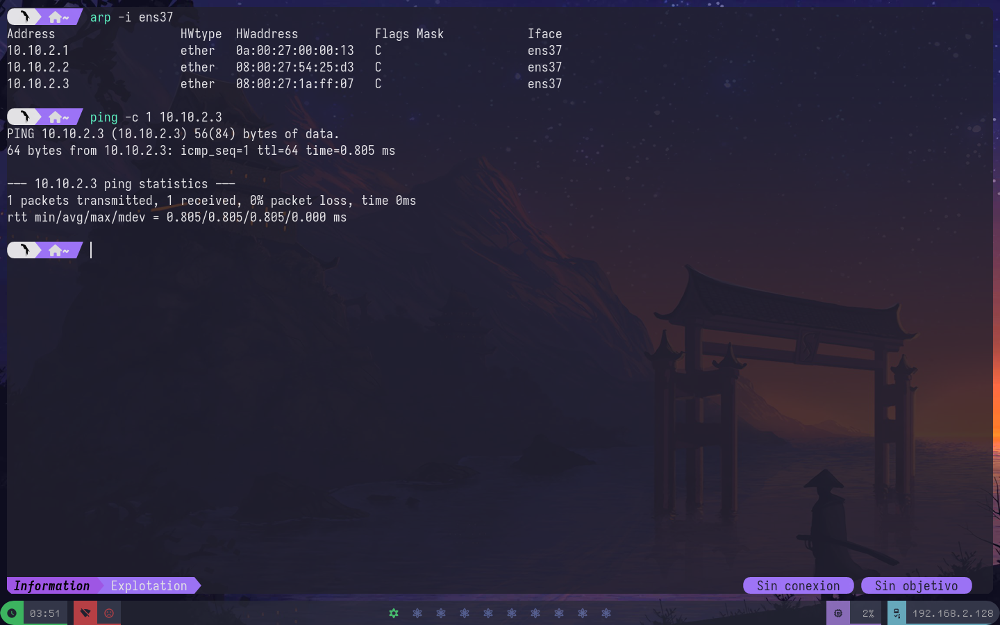 ~ arp -i ens37
Address HWtype HWaddress Flags Mask Iface
10.10.2.1 ether 0a:00:27:00:00:13 C ens37
10.10.2.2 ether 08:00:27:54:25:d3 C ens37
10.10.2.3 ether 08:00:27:1a:ff:07 C ens37
~ ping -c 1 10.10.2.3
PING 10.10.2.3 (10.10.2.3) 56(84) bytes of data.
64 bytes from 10.10.2.3: icmp_seq=1 ttl=64 time=0.805 ms
--- 10.10.2.3 ping statistics ---
1 packets transmitted, 1 received, 0% packet loss, time 0ms
rtt min/avg/max/mdev = 0.805/0.805/0.805/0.000 ms
~
Information Explotation Sin conexion Sin objetivo
03:51 2% 192.168.2.128